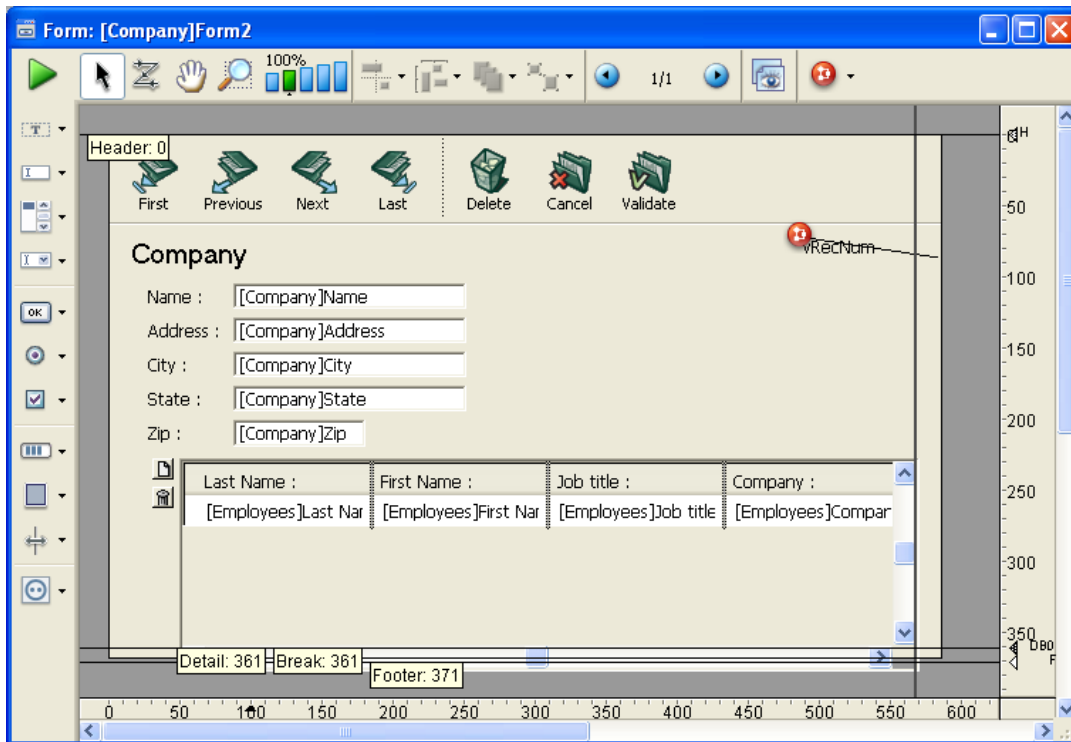 Form: [Company]Form2
100%
1/1
Header: 0
First Previous Next Last Delete Cancel Validate
vRecNum
Company
Name : [Company]Name
Address : [Company]Address
City : [Company]City
State : [Company]State
Zip : [Company]Zip
Last Name : First Name : Job title : Company :
[Employees]Last Nar [Employees]First Nar [Employees]Job title [Employees]Compar
Detail: 361 Break: 361
Footer: 371
H
50
100
150
200
250
300
350
DB0
F
0 50 100 150 200 250 300 350 400 450 500 550 600
T
I
I
OK